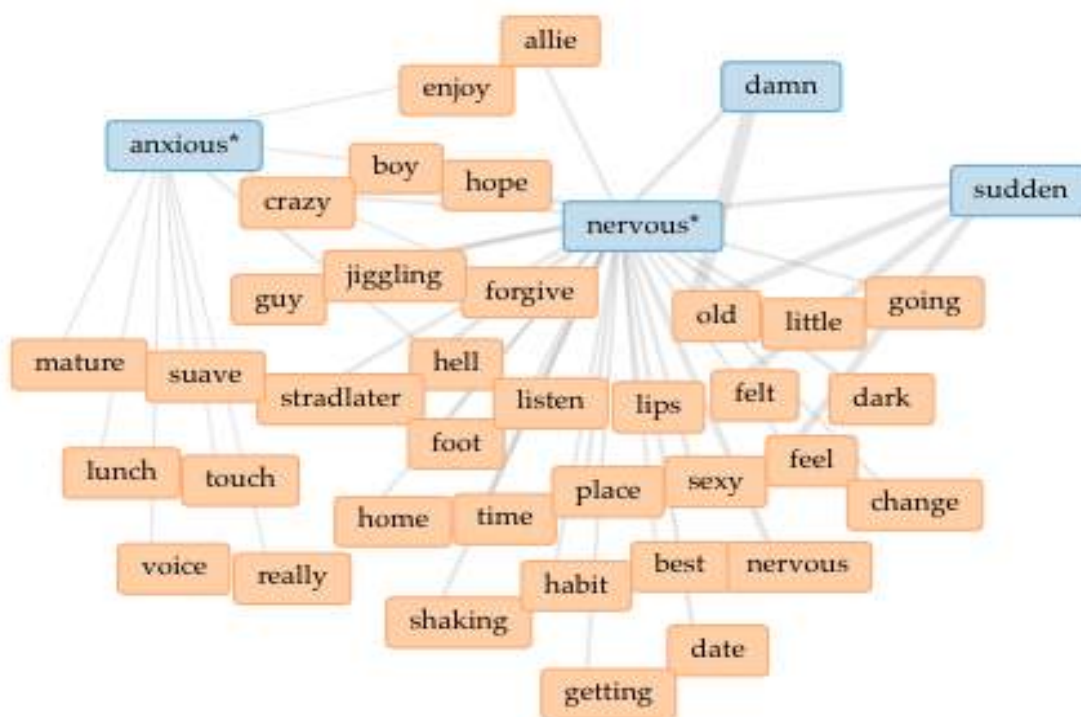 allie
enjoy
damn
anxious*
boy
hope
sudden
crazy
nervous*
jiggling
guy
forgive
going
old
little
mature
suave
hell
stradlater
listen
lips
felt
dark
foot
lunch
touch
feel
sexy
place
change
home
time
voice
really
habit
best
nervous
shaking
date
getting